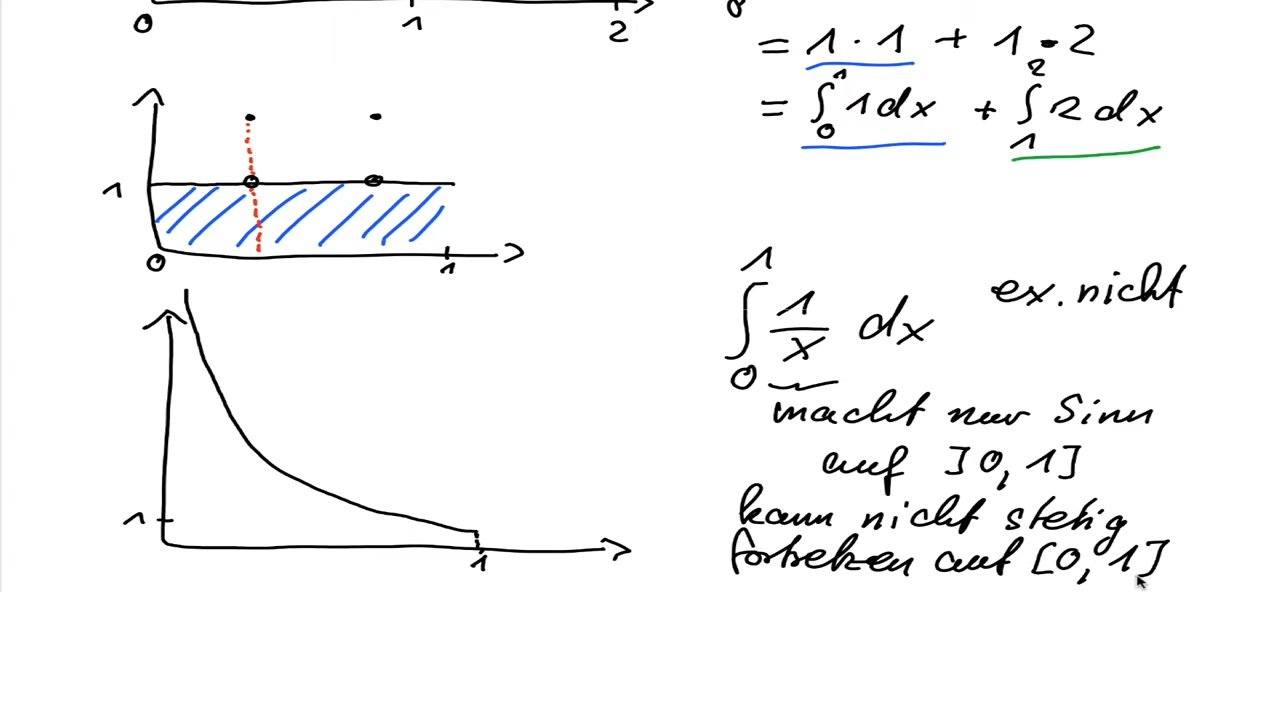 0 1 2
= 1 · 1 + 1 · 2
= ∫₀¹ 1 dx + ∫₁² 2 dx
1
0 1
∫₀¹ 1/x dx ex. nicht
macht nur Sinn
auf ]0, 1]
kann nicht stetig
fortsetzen auf [0, 1]
1
1